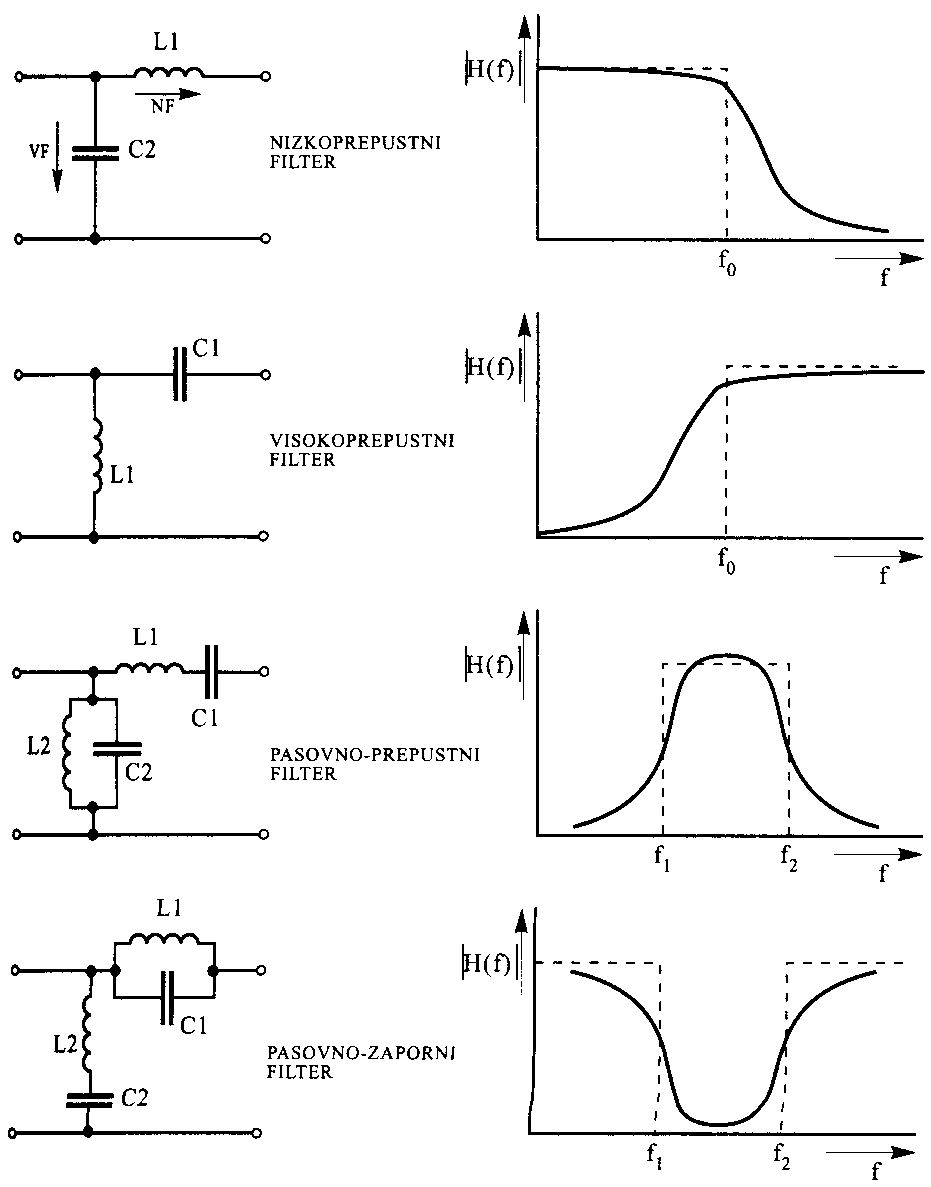 L1
|H(f)|
NF
VF
C2
NIZKOPREPUSTNI
FILTER
f0
f
C1
|H(f)|
L1
VISOKOPREPUSTNI
FILTER
f0
f
L1
|H(f)|
C1
L2
C2
PASOVNO-PREPUSTNI
FILTER
f1
f2
f
L1
|H(f)|
C1
L2
C2
PASOVNO-ZAPORNI
FILTER
f1
f2
f